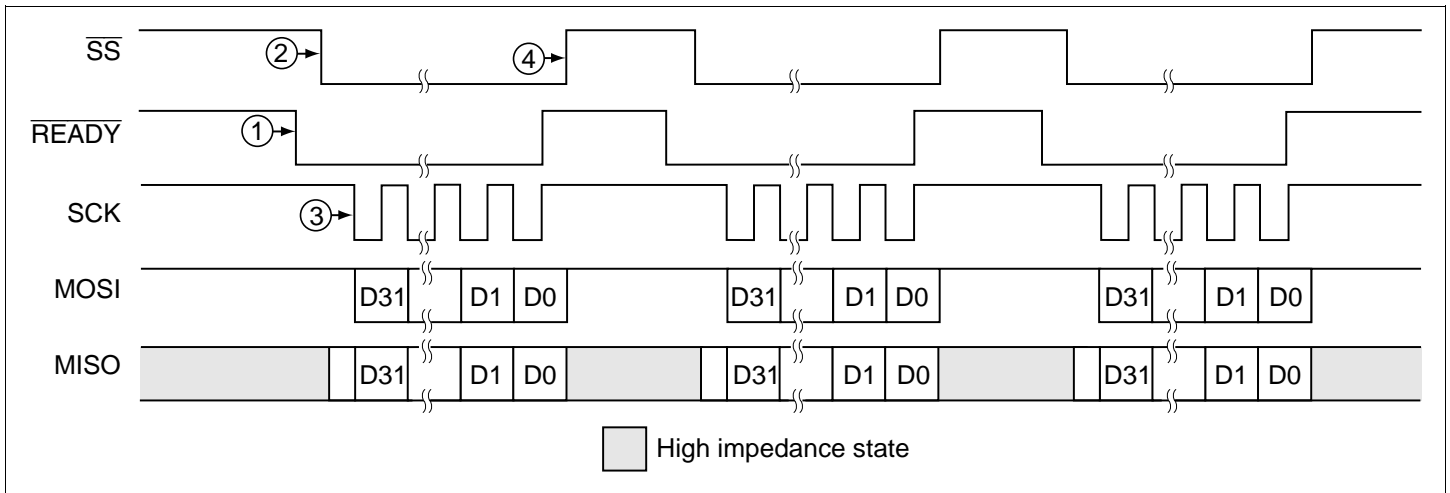 SS
② ④
READY
①
SCK
③
MOSI
D31 D1 D0 D31 D1 D0 D31 D1 D0
MISO
D31 D1 D0 D31 D1 D0 D31 D1 D0
High impedance state